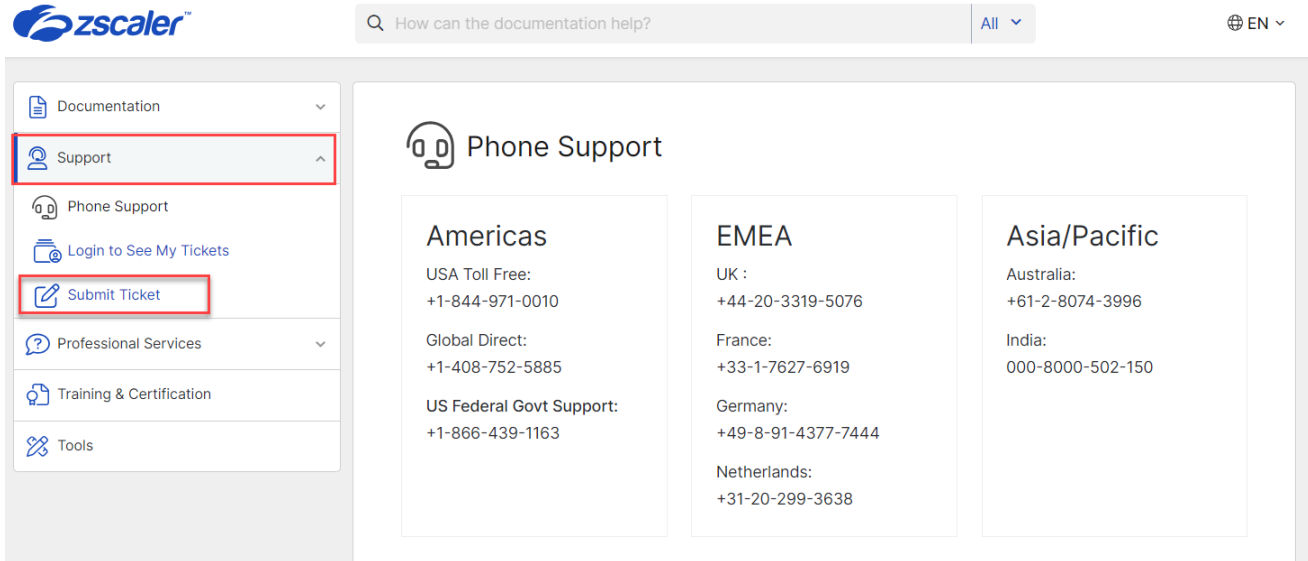 zscaler™
How can the documentation help?
All
EN
Documentation
Support
Phone Support
Login to See My Tickets
Submit Ticket
Professional Services
Training & Certification
Tools
Phone Support
Americas
USA Toll Free:
+1-844-971-0010
Global Direct:
+1-408-752-5885
US Federal Govt Support:
+1-866-439-1163
EMEA
UK :
+44-20-3319-5076
France:
+33-1-7627-6919
Germany:
+49-8-91-4377-7444
Netherlands:
+31-20-299-3638
Asia/Pacific
Australia:
+61-2-8074-3996
India:
000-8000-502-150